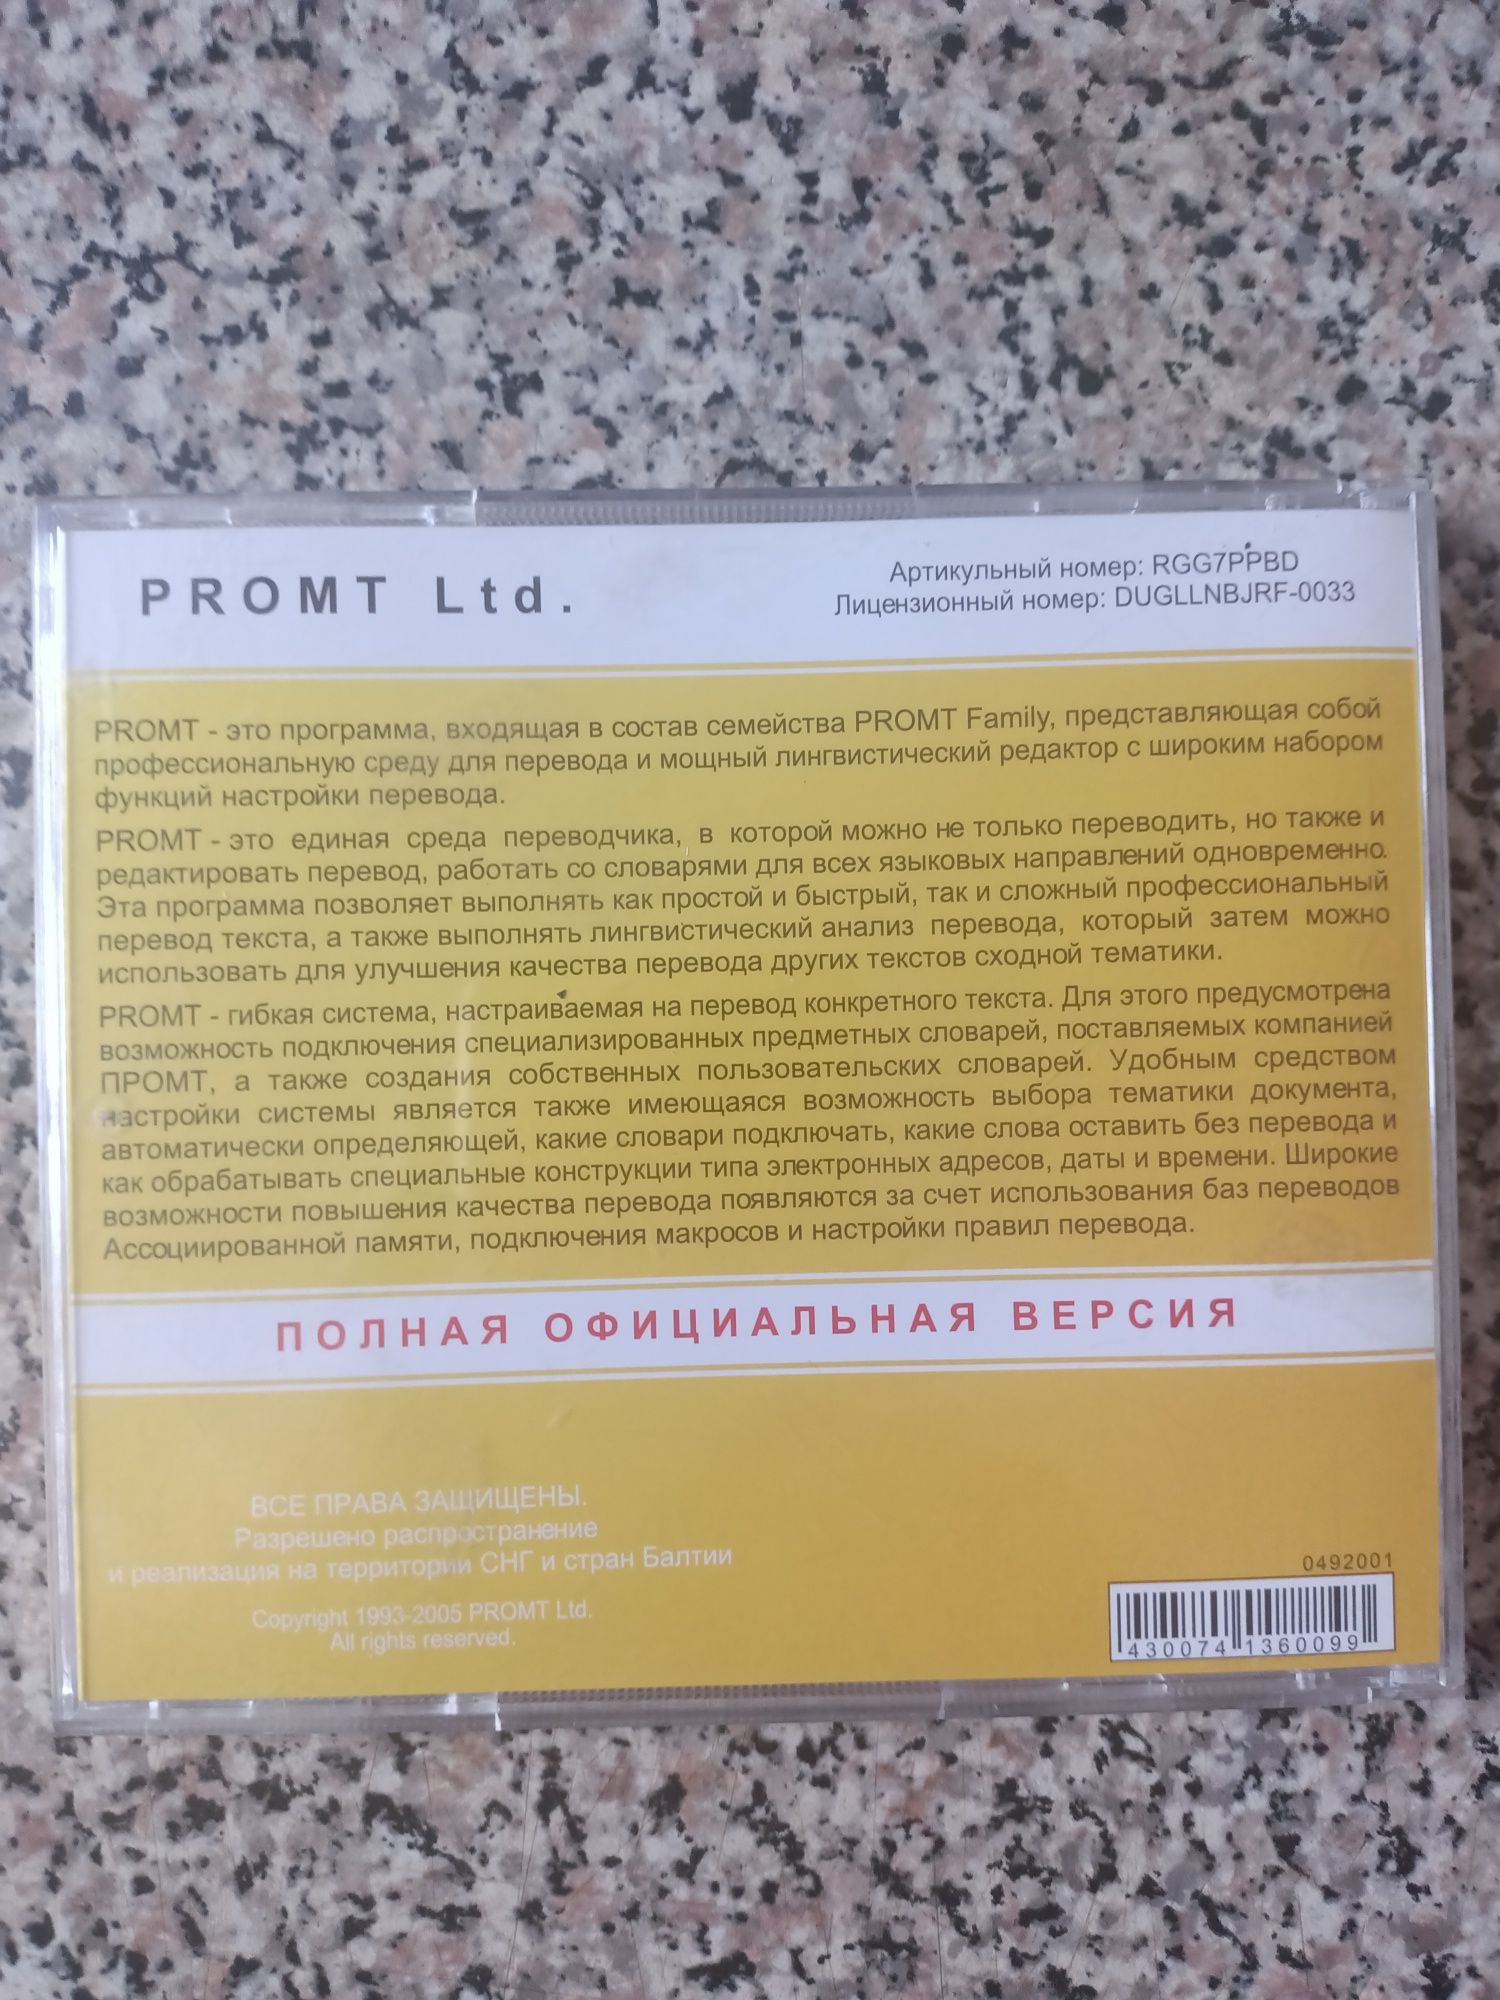 PROMT Ltd.
Артикульный номер: RGG7PPBD
Лицензионный номер: DUGLLNBJRF-0033
PROMT - это программа, входящая в состав семейства PROMT Family, представляющая собой
профессиональную среду для перевода и мощный лингвистический редактор с широким набором
функций настройки перевода.
PROMT - это единая среда переводчика, в которой можно не только переводить, но также и
редактировать перевод, работать со словарями для всех языковых направлений одновременно.
Эта программа позволяет выполнять как простой и быстрый, так и сложный профессиональный
перевод текста, а также выполнять лингвистический анализ перевода, который затем можно
использовать для улучшения качества перевода других текстов сходной тематики.
PROMT - гибкая система, настраиваемая на перевод конкретного текста. Для этого предусмотрена
возможность подключения специализированных предметных словарей, поставляемых компанией
ПРОМТ, а также создания собственных пользовательских словарей. Удобным средством
настройки системы является также имеющаяся возможность выбора тематики документа,
автоматически определяющей, какие словари подключать, какие слова оставить без перевода и
как обрабатывать специальные конструкции типа электронных адресов, даты и времени. Широкие
возможности повышения качества перевода появляются за счет использования баз переводов
Ассоциированной памяти, подключения макросов и настройки правил перевода.
ПОЛНАЯ ОФИЦИАЛЬНАЯ ВЕРСИЯ
ВСЕ ПРАВА ЗАЩИЩЕНЫ.
Разрешено распространение
и реализация на территории СНГ и стран Балтии
Copyright 1993-2005 PROMT Ltd.
All rights reserved.
0492001
430074 1360099